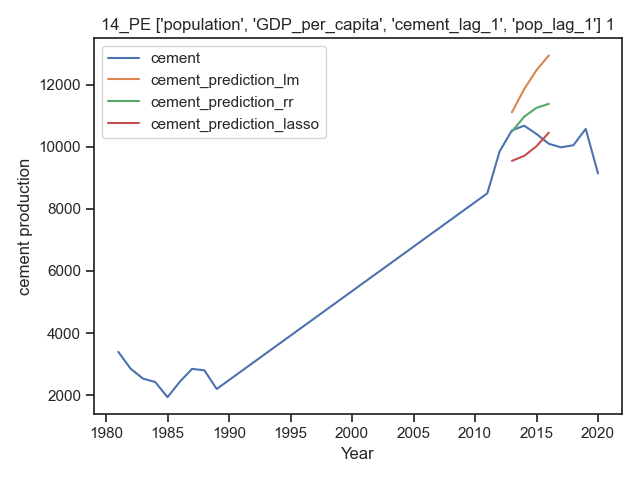 14_PE ['population', 'GDP_per_capita', 'cement_lag_1', 'pop_lag_1'] 1
cement
cement_prediction_lm
cement_prediction_rr
cement_prediction_lasso
cement production
12000
10000
8000
6000
4000
2000
1980 1985 1990 1995 2000 2005 2010 2015 2020
Year